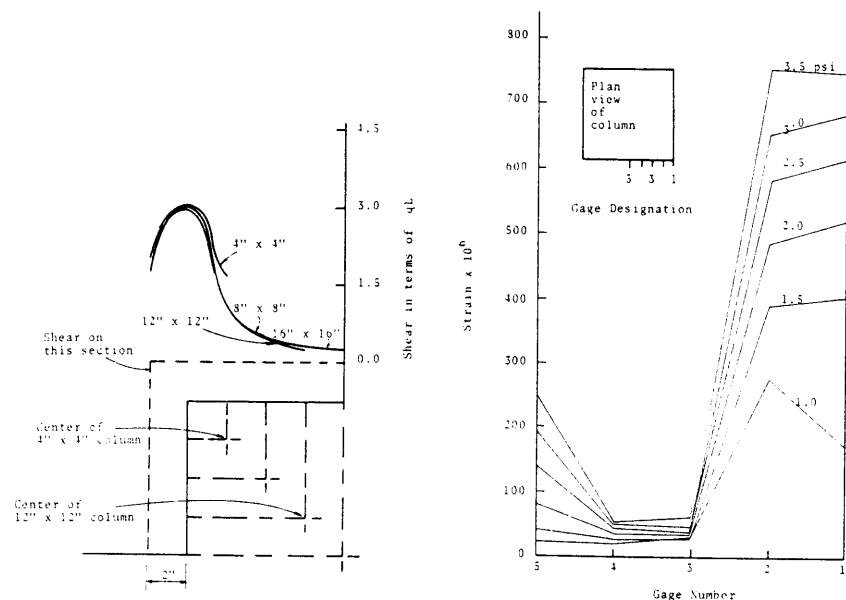 4.5
3.0
1.5
0.0
Shear in terms of qL
4" x 4"
8" x 8"
12" x 12"
16" x 16"
Shear on
this section
Center of
4" x 4" column
Center of
12" x 12" column
2"
800
700
600
500
400
300
200
100
0
Strain x 10⁶
Plan
view
of
column
5 3 1
Gage Designation
3.5 psi
3.0
2.5
2.0
1.5
1.0
5 4 3 2 1
Gage Number